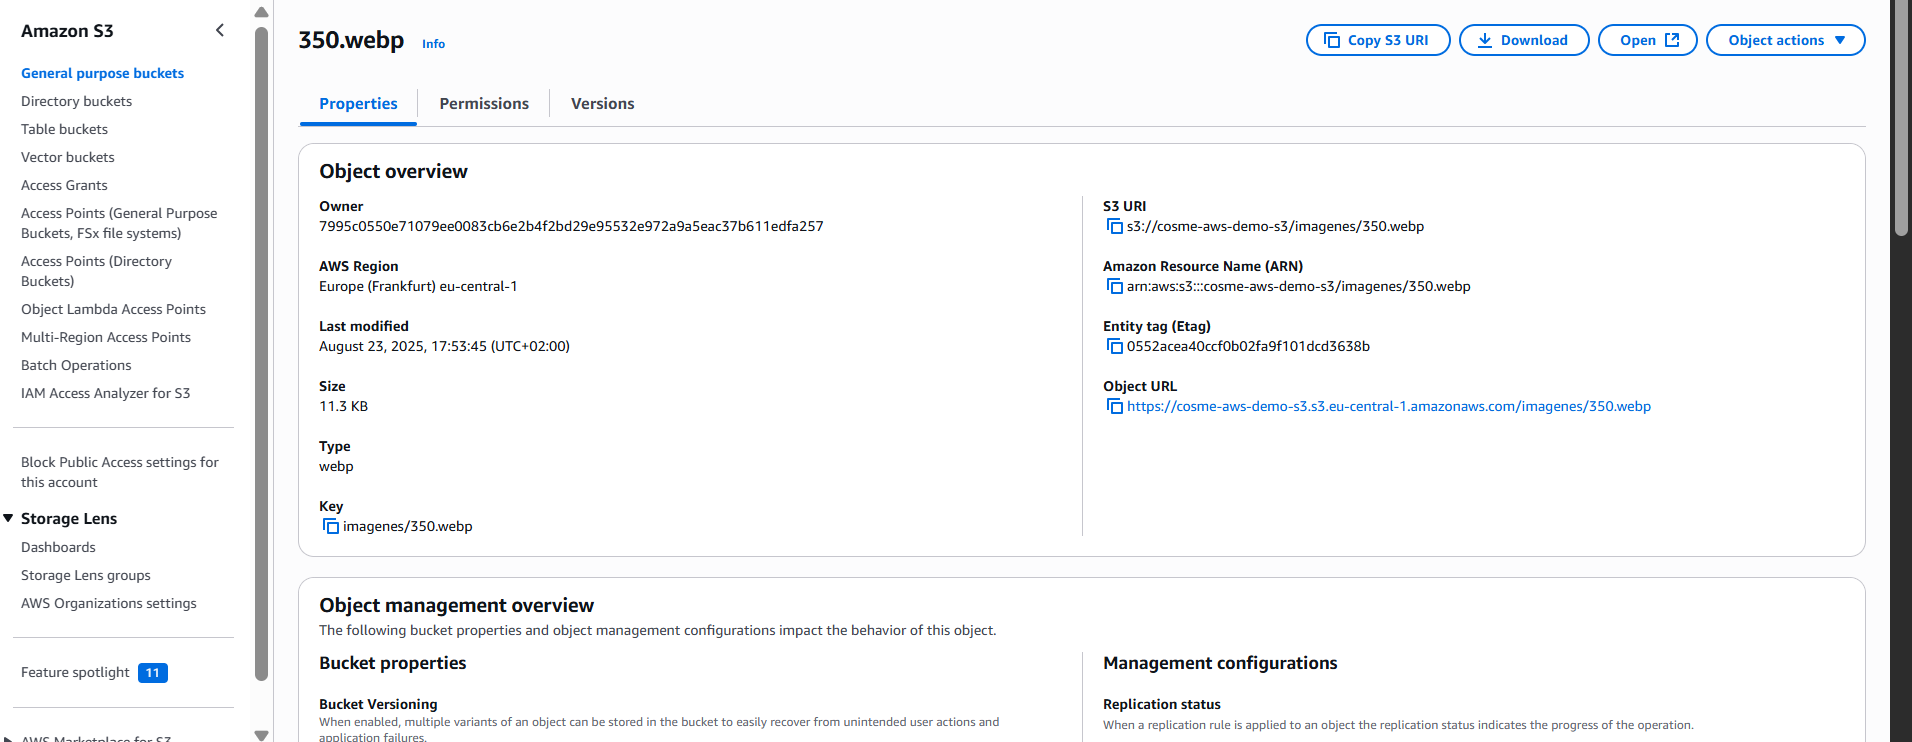 Amazon S3
General purpose buckets
Directory buckets
Table buckets
Vector buckets
Access Grants
Access Points (General Purpose
Buckets, FSx file systems)
Access Points (Directory
Buckets)
Object Lambda Access Points
Multi-Region Access Points
Batch Operations
IAM Access Analyzer for S3
Block Public Access settings for
this account
Storage Lens
Dashboards
Storage Lens groups
AWS Organizations settings
Feature spotlight 11
AWS Marketplace for S3
350.webp Info
Copy S3 URI
Download
Open
Object actions
Properties
Permissions
Versions
Object overview
Owner
7995c0550e71079ee0083cb6e2b4f2bd29e95532e972a9a5eac37b611edfa257
AWS Region
Europe (Frankfurt) eu-central-1
Last modified
August 23, 2025, 17:53:45 (UTC+02:00)
Size
11.3 KB
Type
webp
Key
imagenes/350.webp
S3 URI
s3://cosme-aws-demo-s3/imagenes/350.webp
Amazon Resource Name (ARN)
arn:aws:s3:::cosme-aws-demo-s3/imagenes/350.webp
Entity tag (Etag)
0552acea40ccf0b02fa9f101dcd3638b
Object URL
https://cosme-aws-demo-s3.s3.eu-central-1.amazonaws.com/imagenes/350.webp
Object management overview
The following bucket properties and object management configurations impact the behavior of this object.
Bucket properties
Bucket Versioning
When enabled, multiple variants of an object can be stored in the bucket to easily recover from unintended user actions and
application failures.
Management configurations
Replication status
When a replication rule is applied to an object the replication status indicates the progress of the operation.